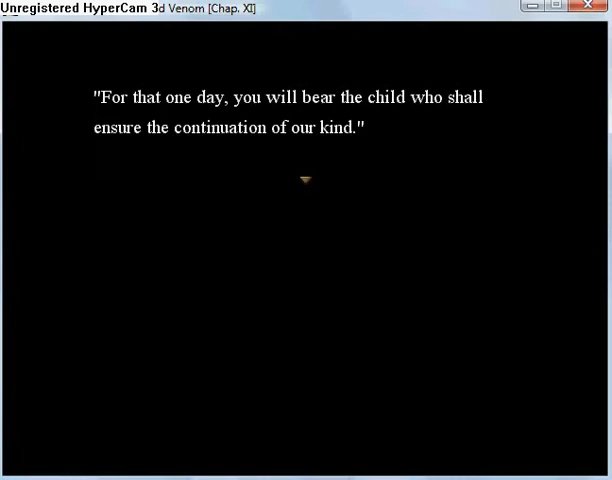 Unregistered HyperCam 3d Venom [Chap. XI]
"For that one day, you will bear the child who shall
ensure the continuation of our kind."